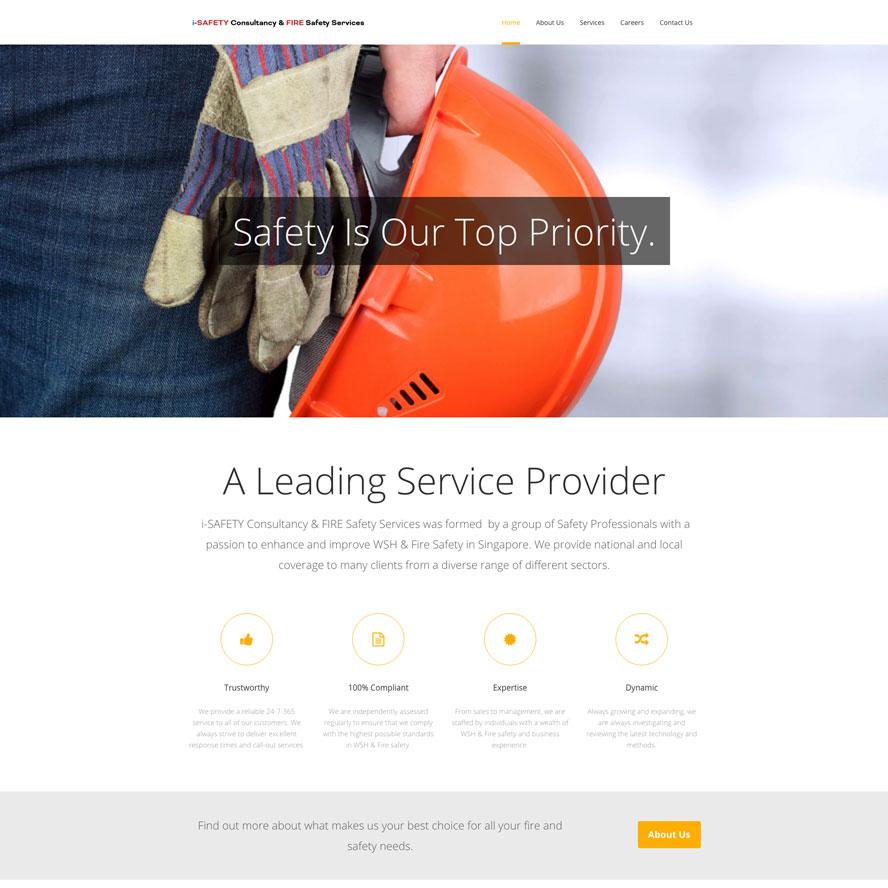 i-SAFETY Consultancy & FIRE Safety Services
Home About Us Services Careers Contact Us
Safety Is Our Top Priority.
A Leading Service Provider
i-SAFETY Consultancy & FIRE Safety Services was formed by a group of Safety Professionals with a
passion to enhance and improve WSH & Fire Safety in Singapore. We provide national and local
coverage to many clients from a diverse range of different sectors.
Trustworthy
We provide a reliable 24-7-365
service to all of our customers. We
always strive to deliver excellent
response times and call-out services.
100% Compliant
We are independently assessed
regularly to ensure that we comply
with the highest possible standards
in WSH & Fire safety
Expertise
From sales to management, we are
staffed by individuals with a wealth of
WSH & Fire safety and business
experience.
Dynamic
Always growing and expanding, we
are always investigating and
reviewing the latest technology and
methods.
Find out more about what makes us your best choice for all your fire and
safety needs.
About Us